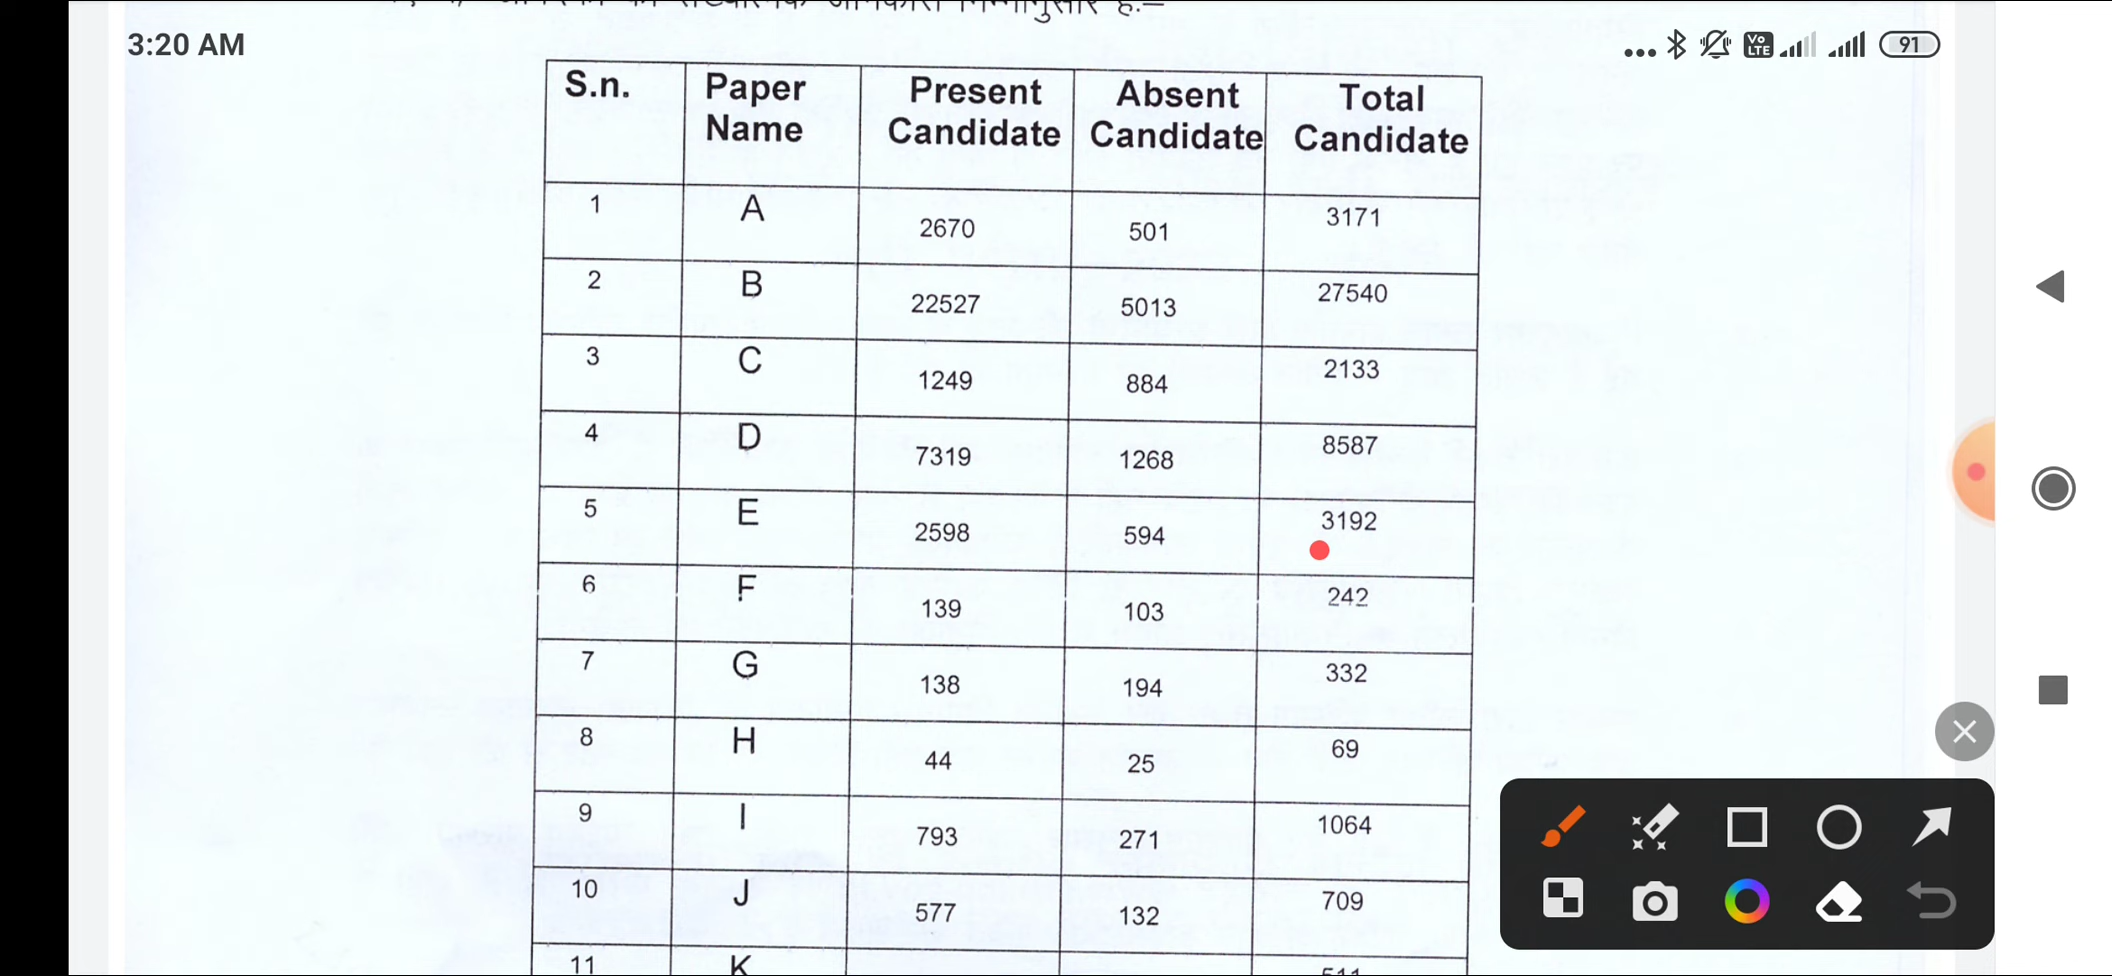 3:20 AM
Vo LTE
91
S.n. Paper Name Present Candidate Absent Candidate Total Candidate
1 A 2670 501 3171
2 B 22527 5013 27540
3 C 1249 884 2133
4 D 7319 1268 8587
5 E 2598 594 3192
6 F 139 103 242
7 G 138 194 332
8 H 44 25 69
9 I 793 271 1064
10 J 577 132 709
11 K